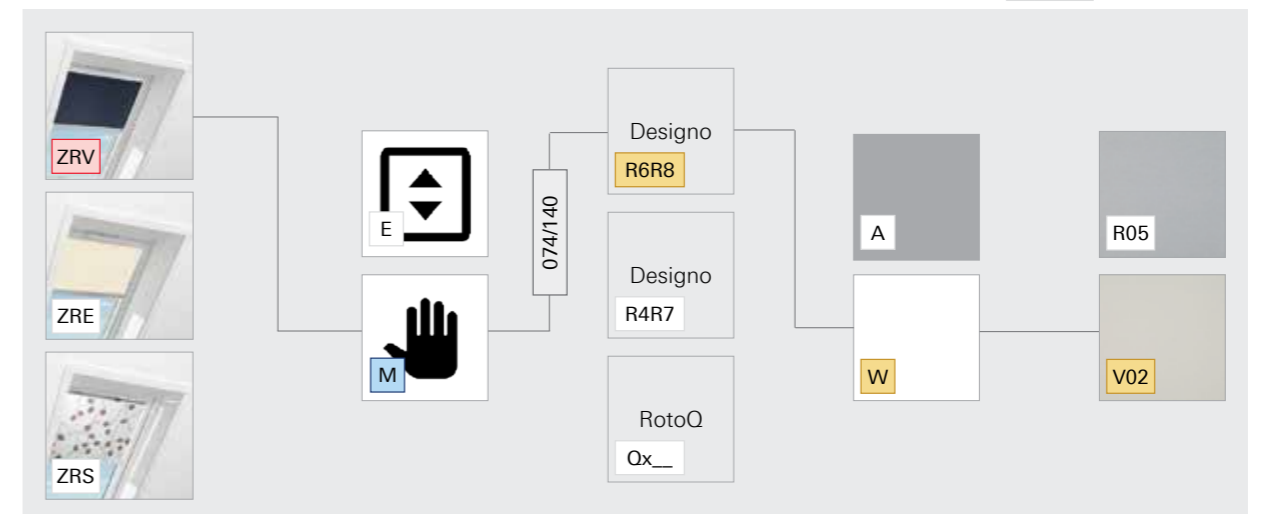 ZRV
ZRE
ZRS
E
M
074/140
Designo
R6R8
Designo
R4R7
RotoQ
Qx__
A
W
R05
V02